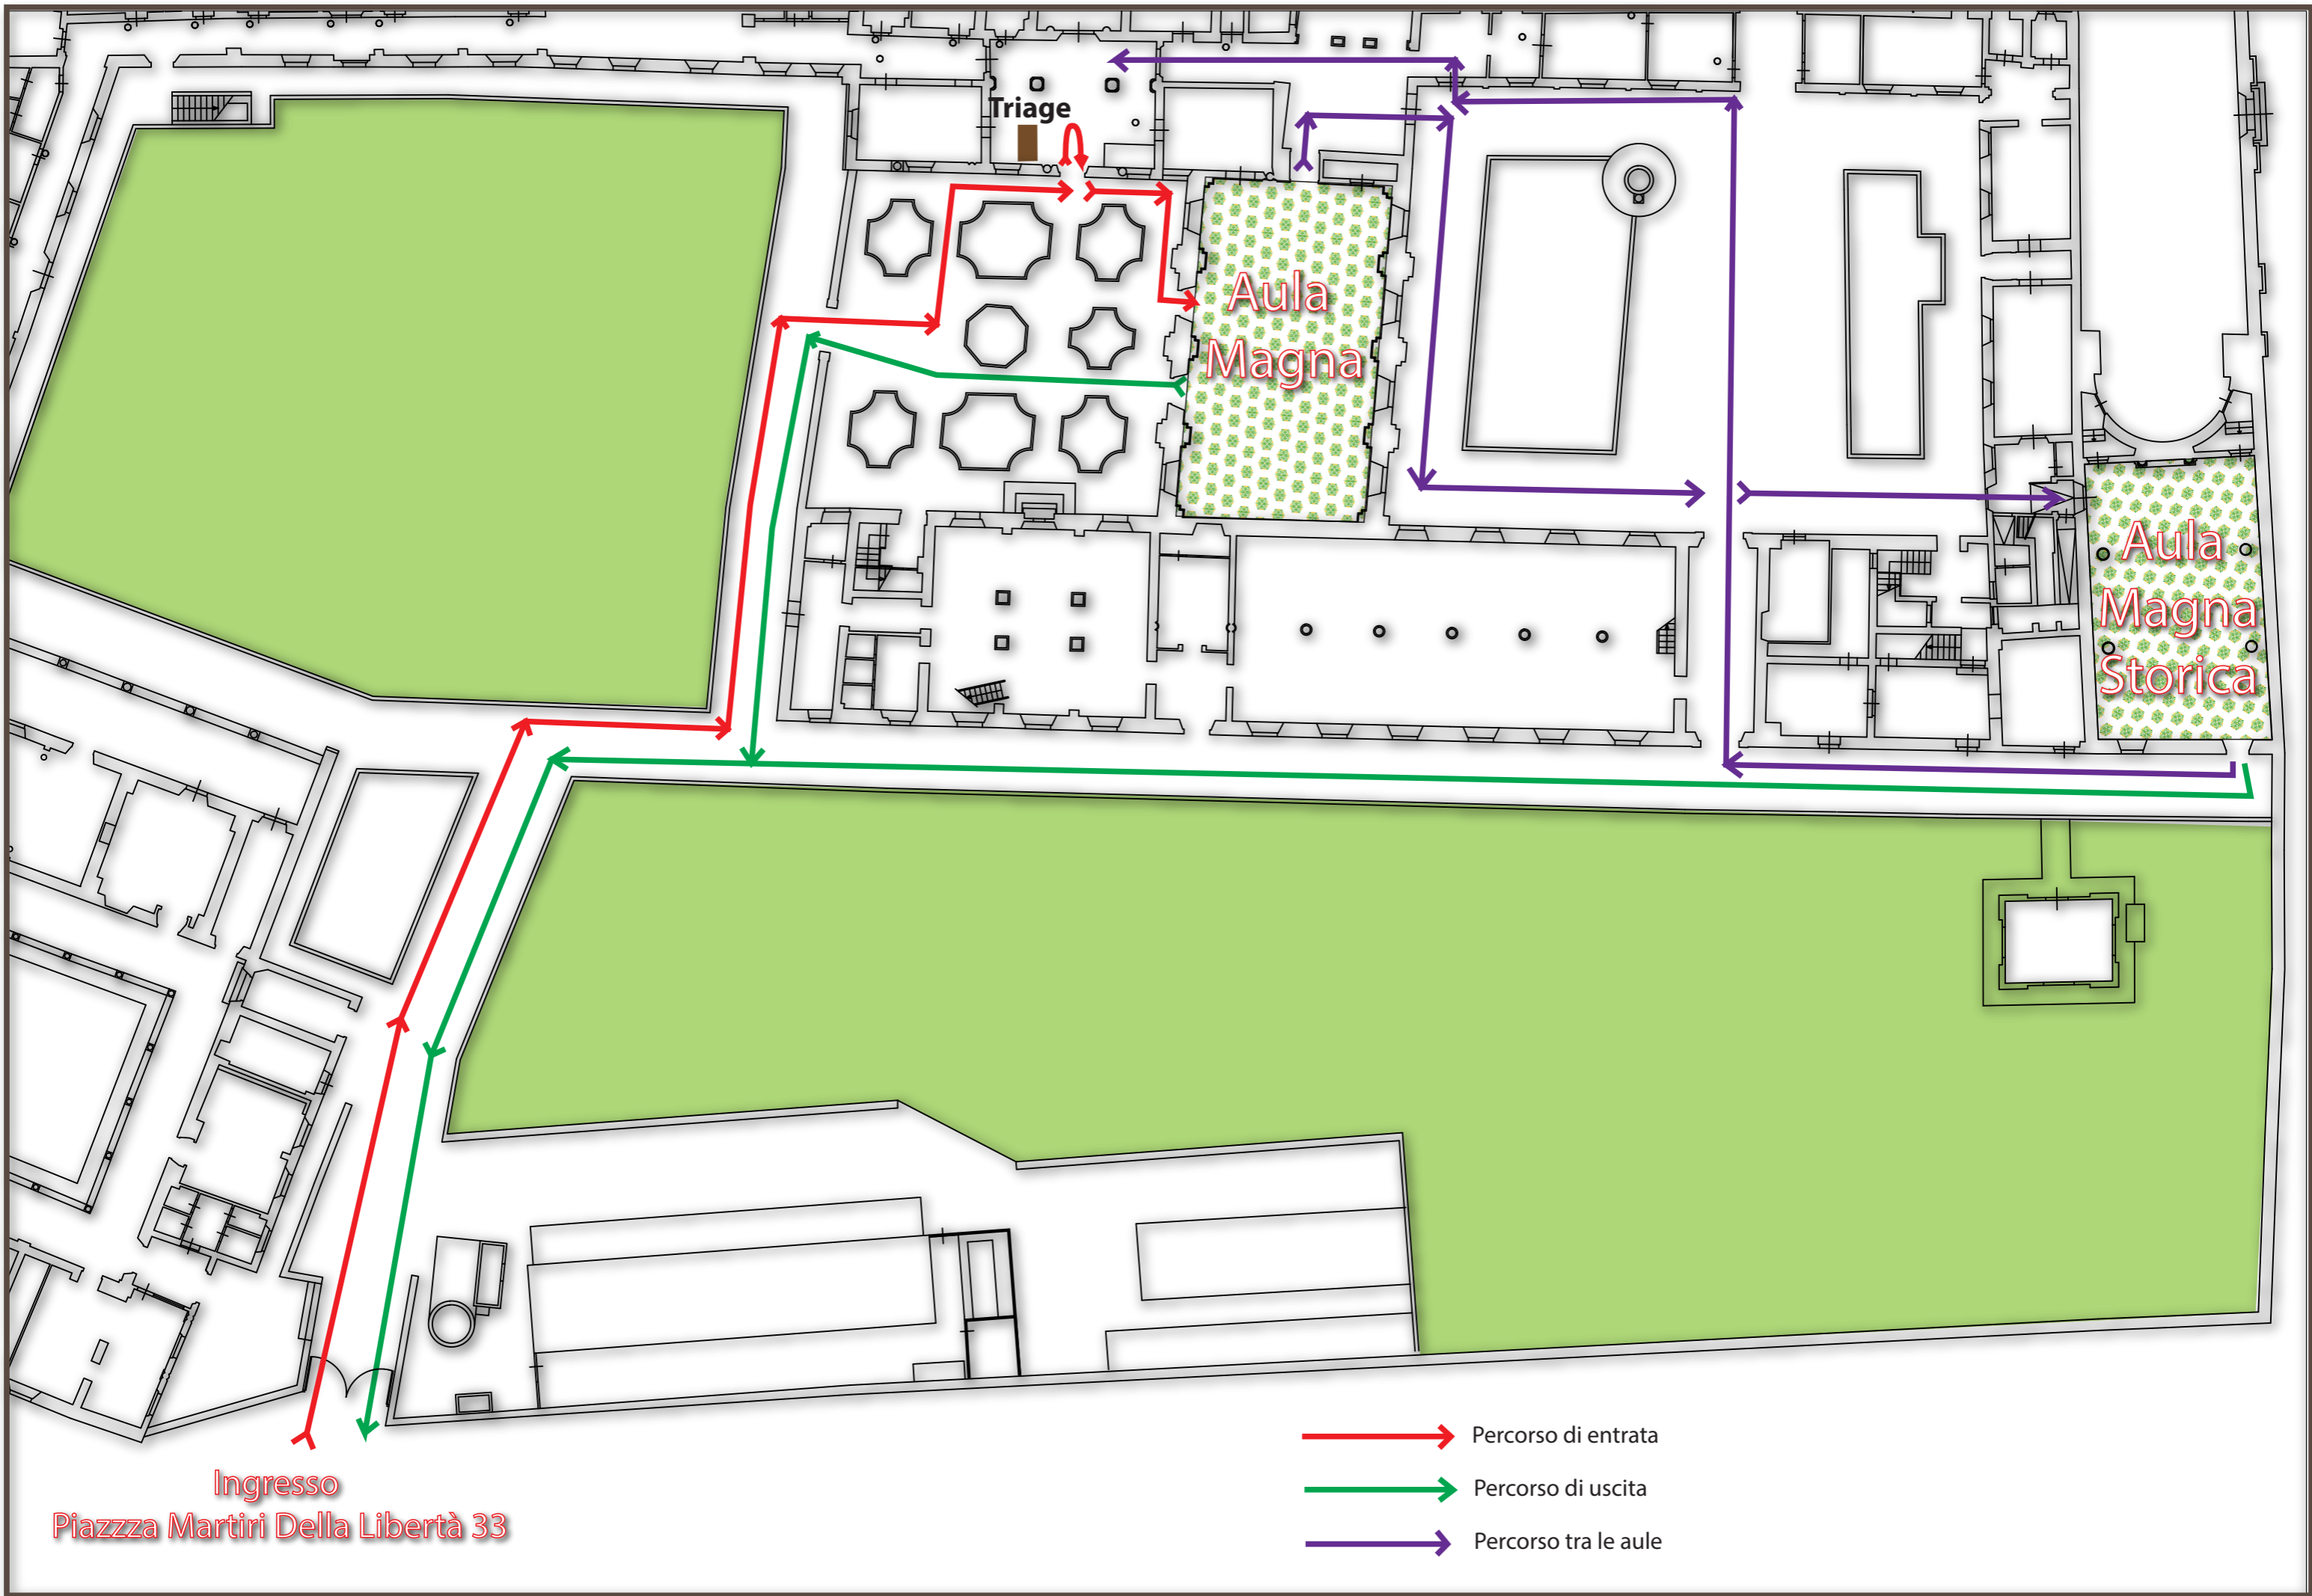 Triage
Aula
Magna
Aula
Magna
Storica
Ingresso
Piazzza Martiri Della Libertà 33
Percorso di entrata
Percorso di uscita
Percorso tra le aule